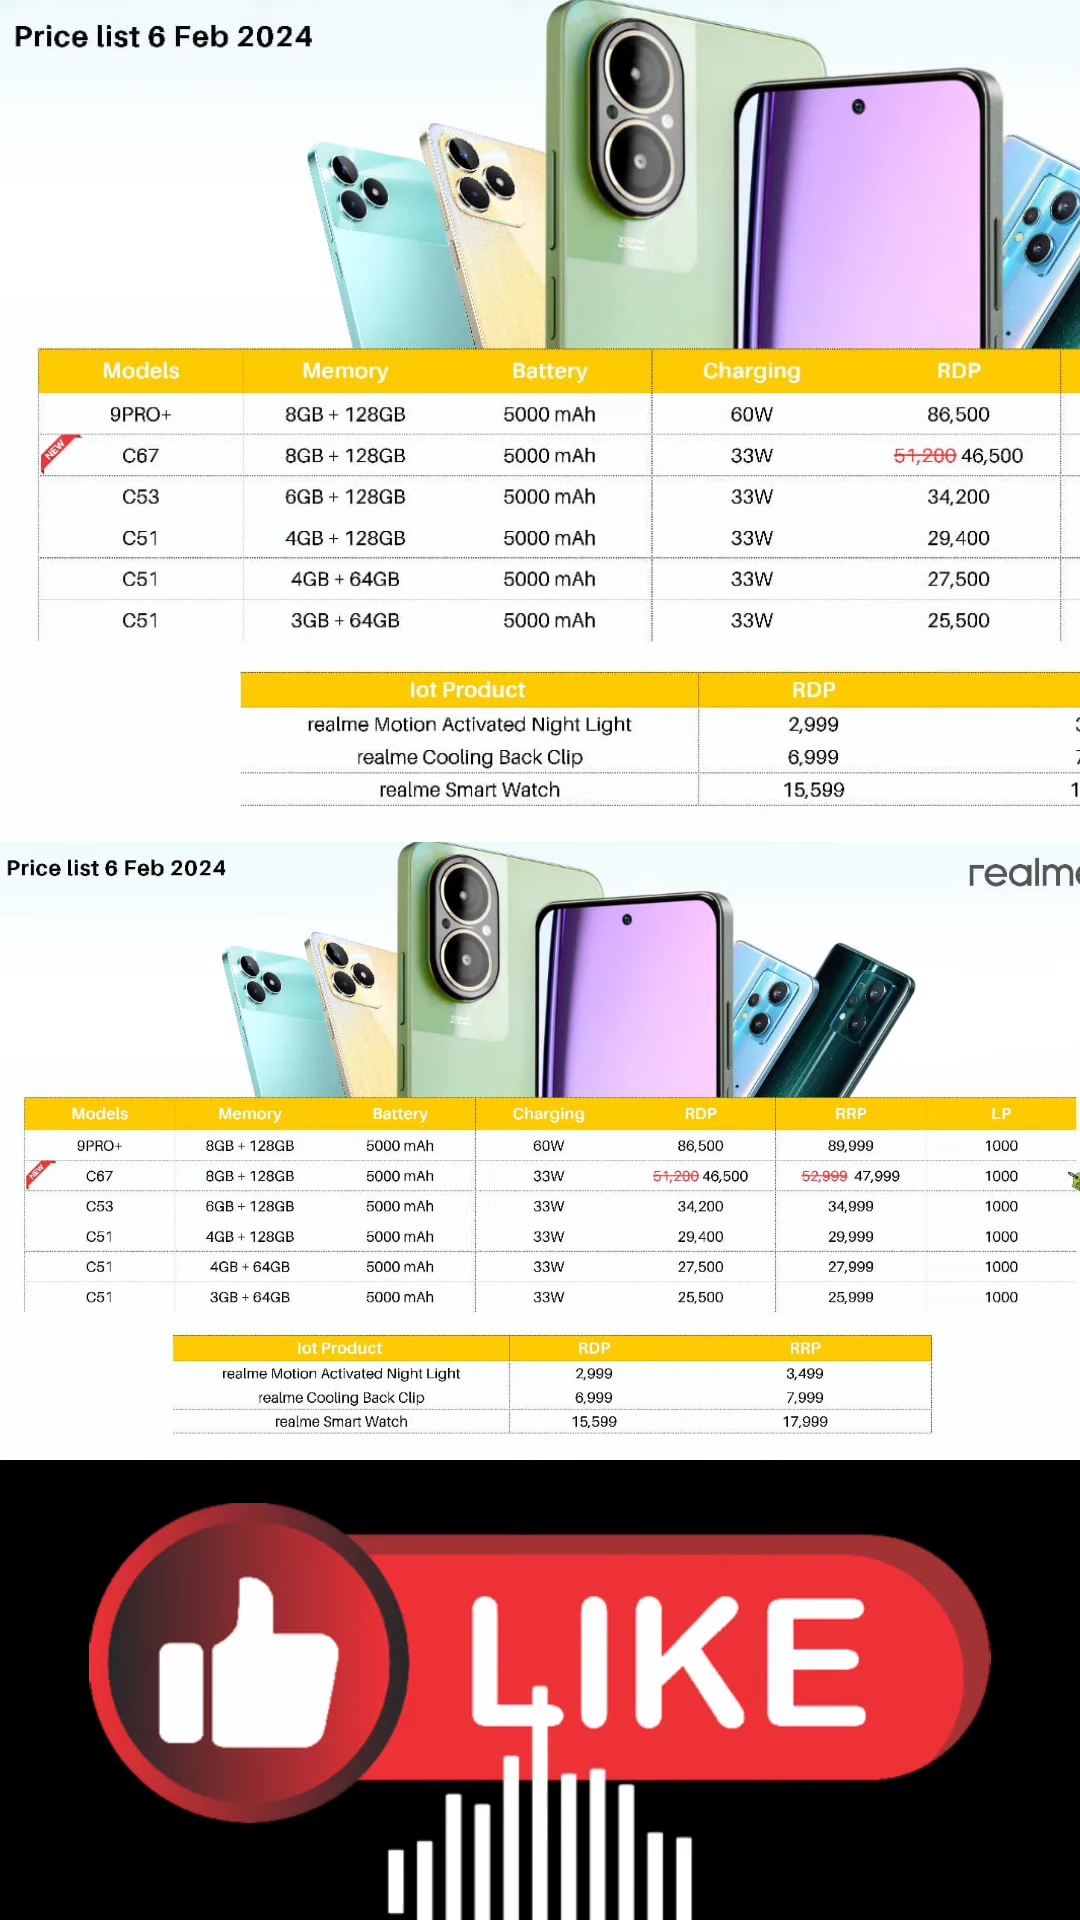 Price list 6 Feb 2024
Models Memory Battery Charging RDP
9PRO+ 8GB + 128GB 5000 mAh 60W 86,500
NEW C67 8GB + 128GB 5000 mAh 33W 51,200 46,500
C53 6GB + 128GB 5000 mAh 33W 34,200
C51 4GB + 128GB 5000 mAh 33W 29,400
C51 4GB + 64GB 5000 mAh 33W 27,500
C51 3GB + 64GB 5000 mAh 33W 25,500
Iot Product RDP
realme Motion Activated Night Light 2,999
realme Cooling Back Clip 6,999
realme Smart Watch 15,599
Price list 6 Feb 2024 realme
Models Memory Battery Charging RDP RRP LP
9PRO+ 8GB + 128GB 5000 mAh 60W 86,500 89,999 1000
NEW C67 8GB + 128GB 5000 mAh 33W 51,200 46,500 52,999 47,999 1000
C53 6GB + 128GB 5000 mAh 33W 34,200 34,999 1000
C51 4GB + 128GB 5000 mAh 33W 29,400 29,999 1000
C51 4GB + 64GB 5000 mAh 33W 27,500 27,999 1000
C51 3GB + 64GB 5000 mAh 33W 25,500 25,999 1000
Iot Product RDP RRP
realme Motion Activated Night Light 2,999 3,499
realme Cooling Back Clip 6,999 7,999
realme Smart Watch 15,599 17,999
LIKE